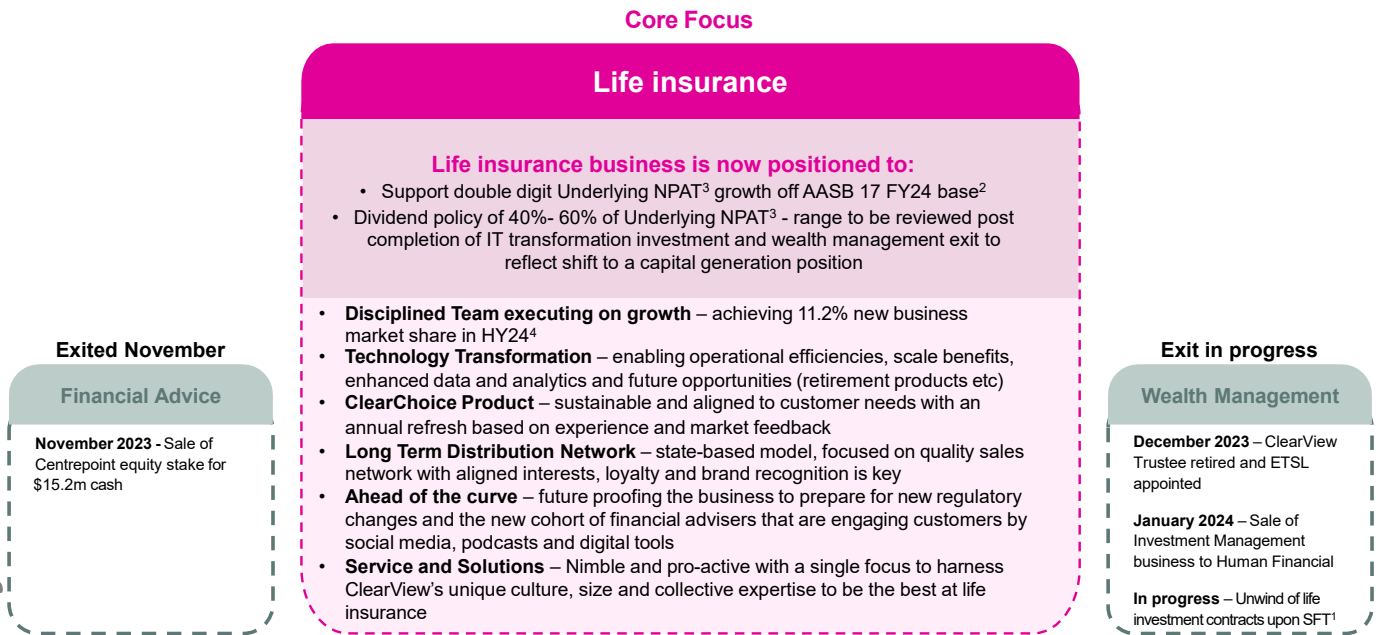 Core Focus
Life insurance
Life insurance business is now positioned to:
• Support double digit Underlying NPAT³ growth off AASB 17 FY24 base²
• Dividend policy of 40%- 60% of Underlying NPAT³ - range to be reviewed post
completion of IT transformation investment and wealth management exit to
reflect shift to a capital generation position
• Disciplined Team executing on growth – achieving 11.2% new business
market share in HY24⁴
• Technology Transformation – enabling operational efficiencies, scale benefits,
enhanced data and analytics and future opportunities (retirement products etc)
• ClearChoice Product – sustainable and aligned to customer needs with an
annual refresh based on experience and market feedback
• Long Term Distribution Network – state-based model, focused on quality sales
network with aligned interests, loyalty and brand recognition is key
• Ahead of the curve – future proofing the business to prepare for new regulatory
changes and the new cohort of financial advisers that are engaging customers by
social media, podcasts and digital tools
• Service and Solutions – Nimble and pro-active with a single focus to harness
ClearView’s unique culture, size and collective expertise to be the best at life
insurance
Exited November
Financial Advice
November 2023 - Sale of
Centrepoint equity stake for
$15.2m cash
Exit in progress
Wealth Management
December 2023 – ClearView
Trustee retired and ETSL
appointed
January 2024 – Sale of
Investment Management
business to Human Financial
In progress – Unwind of life
investment contracts upon SFT¹